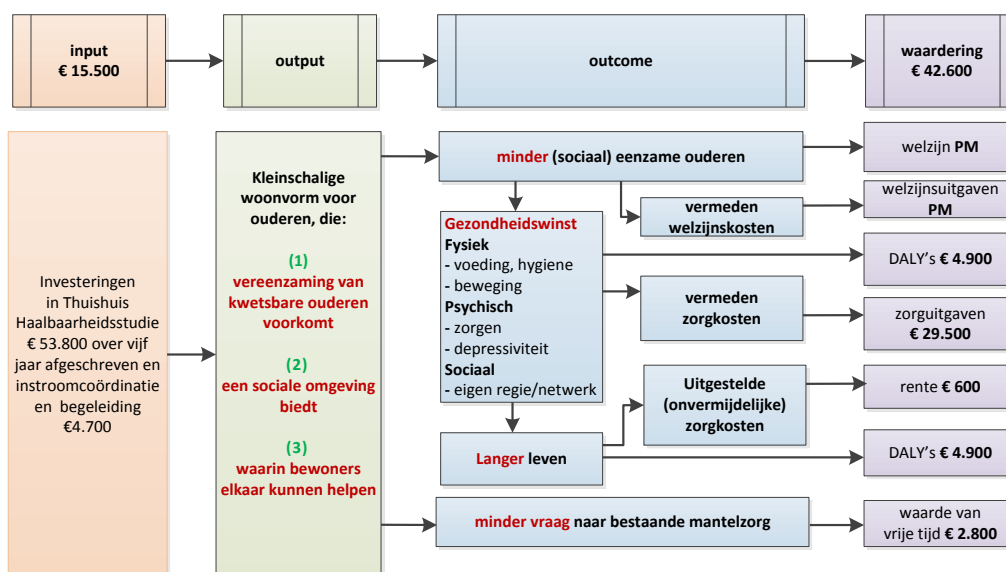 input
€ 15.500
output
outcome
waardering
€ 42.600
Investeringen
in Thuishuis
Haalbaarheidsstudie
€ 53.800 over vijf
jaar afgeschreven en
instroomcoördinatie
en begeleiding
€4.700
Kleinschalige
woonvorm voor
ouderen, die:
(1)
vereenzaming van
kwetsbare ouderen
voorkomt
(2)
een sociale omgeving
biedt
(3)
waarin bewoners
elkaar kunnen helpen
minder (sociaal) eenzame ouderen
Gezondheidswinst
Fysiek
- voeding, hygiene
- beweging
Psychisch
- zorgen
- depressiviteit
Sociaal
- eigen regie/netwerk
vermeden
welzijnskosten
vermeden
zorgkosten
Uitgestelde
(onvermijdelijke)
zorgkosten
Langer leven
minder vraag naar bestaande mantelzorg
welzijn PM
welzijnsuitgaven
PM
DALY's € 4.900
zorguitgaven
€ 29.500
rente € 600
DALY's € 4.900
waarde van
vrije tijd € 2.800